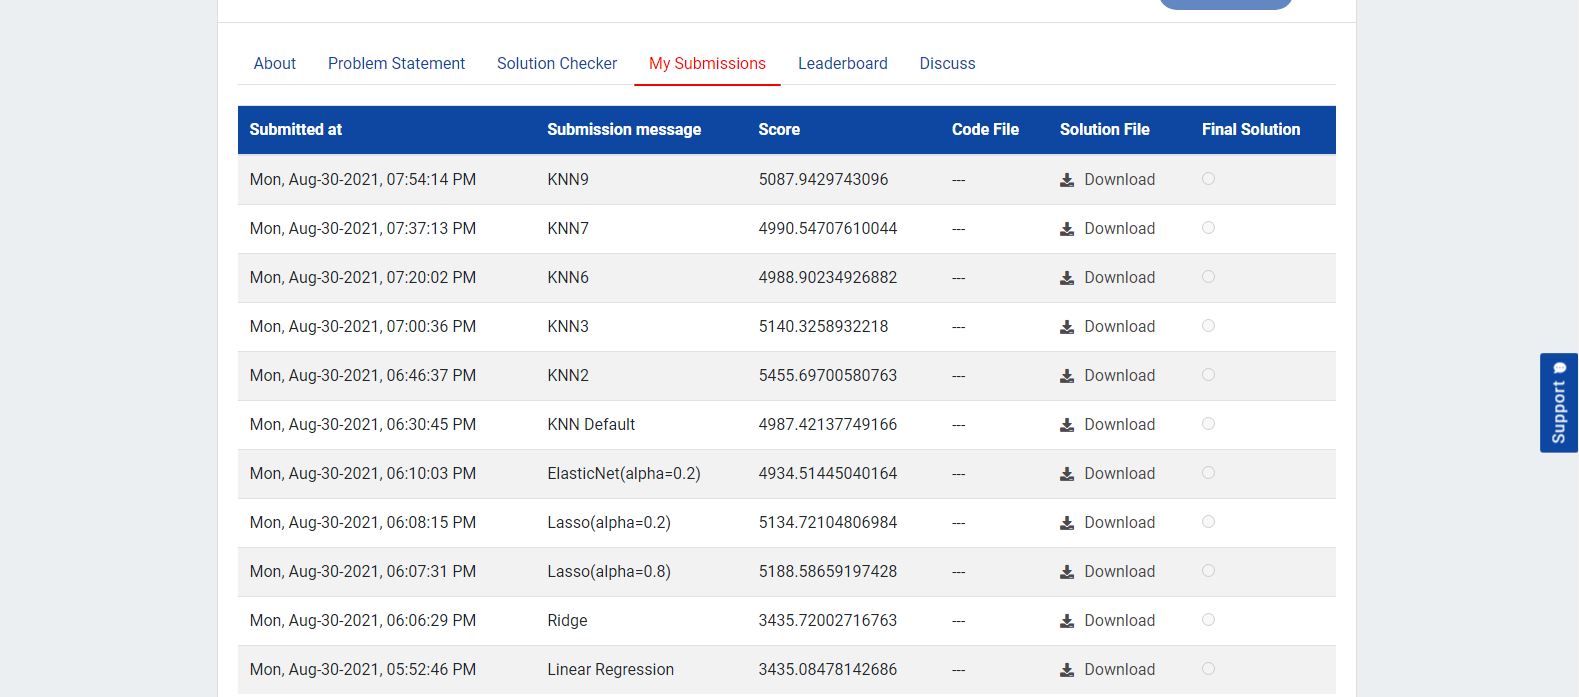 About Problem Statement Solution Checker My Submissions Leaderboard Discuss
Submitted at Submission message Score Code File Solution File Final Solution
Mon, Aug-30-2021, 07:54:14 PM KNN9 5087.9429743096 --- Download
Mon, Aug-30-2021, 07:37:13 PM KNN7 4990.54707610044 --- Download
Mon, Aug-30-2021, 07:20:02 PM KNN6 4988.90234926882 --- Download
Mon, Aug-30-2021, 07:00:36 PM KNN3 5140.3258932218 --- Download
Mon, Aug-30-2021, 06:46:37 PM KNN2 5455.69700580763 --- Download
Mon, Aug-30-2021, 06:30:45 PM KNN Default 4987.42137749166 --- Download
Mon, Aug-30-2021, 06:10:03 PM ElasticNet(alpha=0.2) 4934.51445040164 --- Download
Mon, Aug-30-2021, 06:08:15 PM Lasso(alpha=0.2) 5134.72104806984 --- Download
Mon, Aug-30-2021, 06:07:31 PM Lasso(alpha=0.8) 5188.58659197428 --- Download
Mon, Aug-30-2021, 06:06:29 PM Ridge 3435.72002716763 --- Download
Mon, Aug-30-2021, 05:52:46 PM Linear Regression 3435.08478142686 --- Download
Support